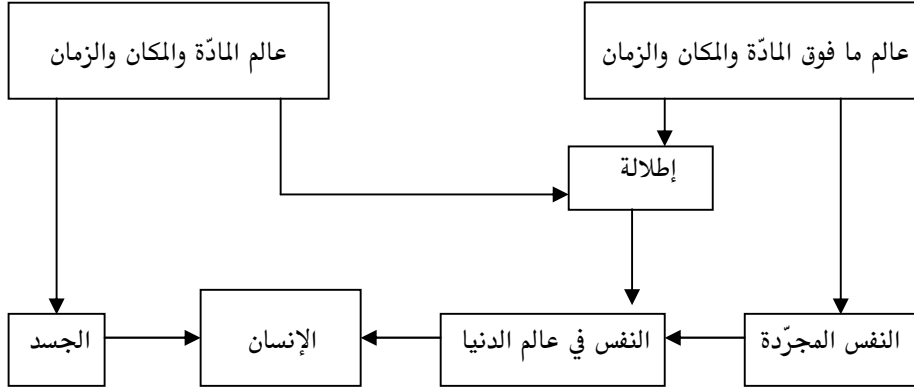 عالم ما فوق المادّة والمكان والزمان
عالم المادّة والمكان والزمان
إطلالة
النفس المجرّدة
النفس في عالم الدنيا
الإنسان
الجسد